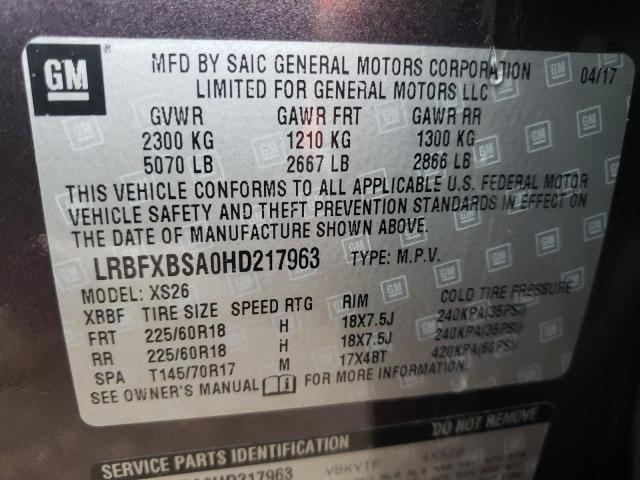 GM ®
MFD BY SAIC GENERAL MOTORS CORPORATION 04/17
LIMITED FOR GENERAL MOTORS LLC
GVWR GAWR FRT GAWR RR
2300 KG 1210 KG 1300 KG
5070 LB 2667 LB 2866 LB
THIS VEHICLE CONFORMS TO ALL APPLICABLE U.S. FEDERAL MOTOR
VEHICLE SAFETY AND THEFT PREVENTION STANDARDS IN EFFECT ON
THE DATE OF MANUFACTURE SHOWN ABOVE.
LRBFXBSA0HD217963 TYPE: M.P.V.
MODEL: XS26
XBBF TIRE SIZE SPEED RTG RIM COLD TIRE PRESSURE
FRT 225/60R18 H 18X7.5J 240KPA(35PSI)
RR 225/60R18 H 18X7.5J 240KPA(35PSI)
SPA T145/70R17 M 17X4BT 420KPA(60PSI)
SEE OWNER'S MANUAL FOR MORE INFORMATION.
DO NOT REMOVE
SERVICE PARTS IDENTIFICATION
0HD217963 V8KVTF 4XS26